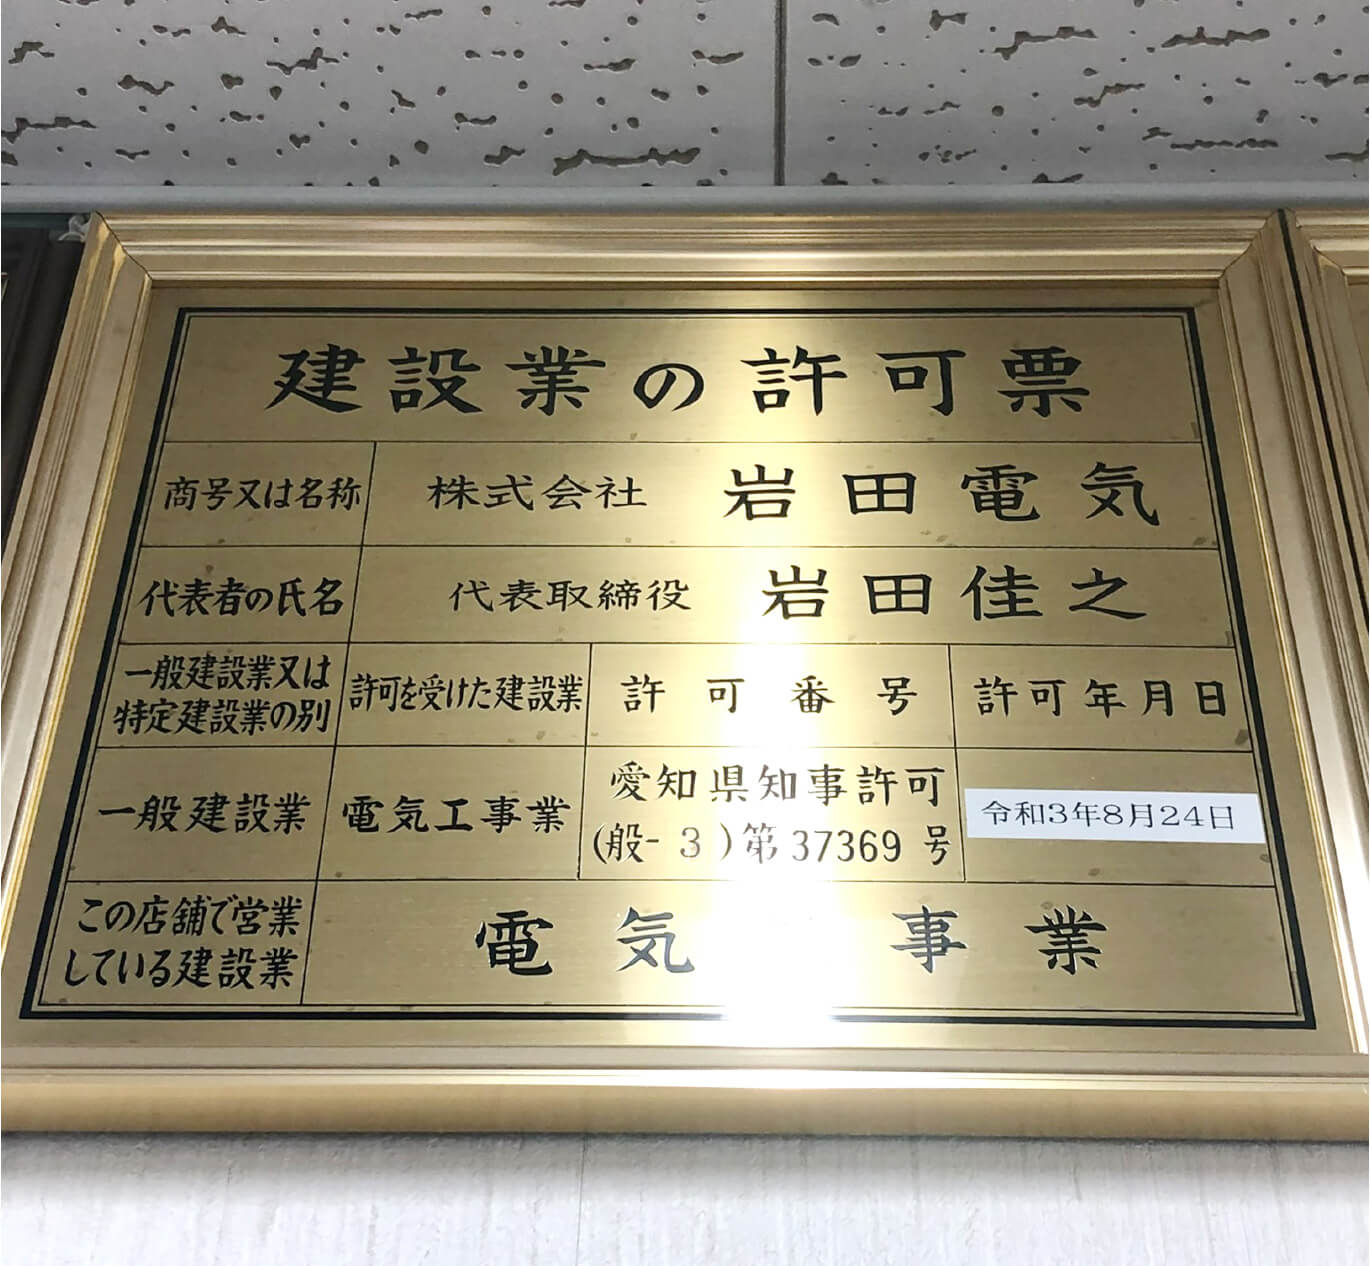 建設業の許可票
商号又は名称 株式会社 岩田電気
代表者の氏名 代表取締役 岩田佳之
一般建設業又は
特定建設業の別
許可を受けた建設業
許可番号
許可年月日
一般建設業
電気工事業
愛知県知事許可
(般-3)第37369号
令和3年8月24日
この店舗で営業
している建設業
電気 事業